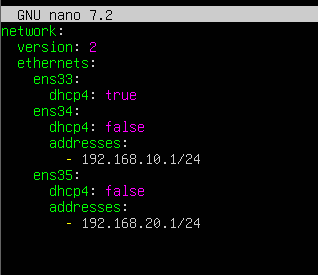 GNU nano 7.2
network:
  version: 2
  ethernets:
    ens33:
      dhcp4: true
    ens34:
      dhcp4: false
      addresses:
        - 192.168.10.1/24
    ens35:
      dhcp4: false
      addresses:
        - 192.168.20.1/24